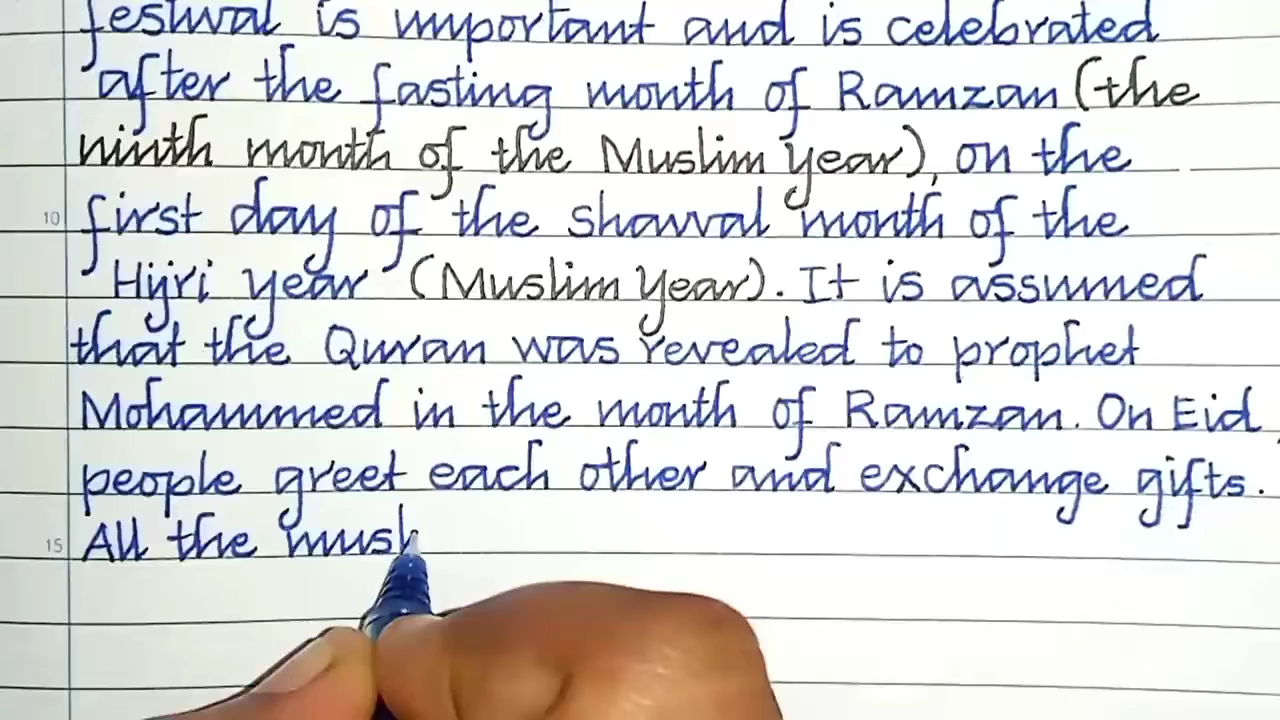 festival is important and is celebrated
after the fasting month of Ramzan (the
ninth month of the Muslim year), on the
10 first day of the Shawal month of the
Hijri year (Muslim Year). It is assumed
that the Quran was revealed to prophet
Mohammed in the month of Ramzan. On Eid,
people greet each other and exchange gifts.
15 All the musl